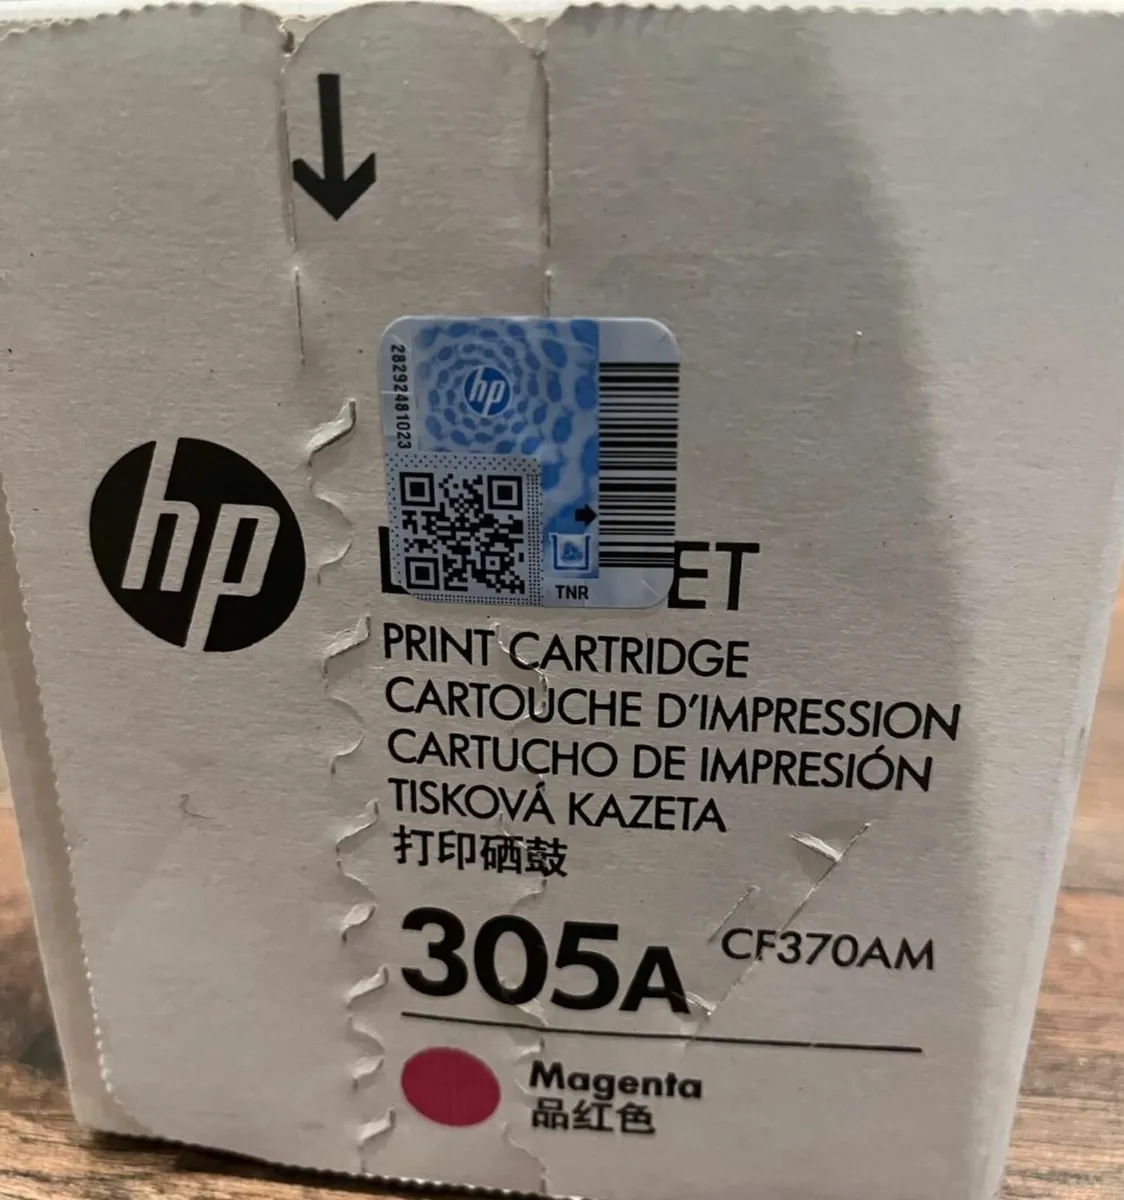 28292481023
hp
TNR
hp
ET
PRINT CARTRIDGE
CARTOUCHE D'IMPRESSION
CARTUCHO DE IMPRESIÓN
TISKOVÁ KAZETA
打印硒鼓
305A CF370AM
Magenta
品红色